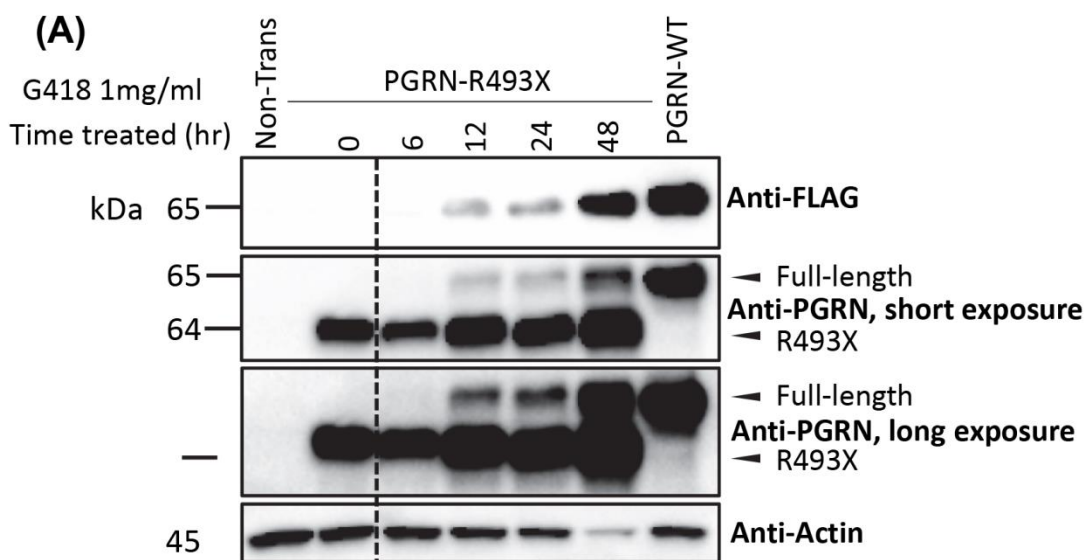 (A)
Non-Trans
PGRN-R493X
PGRN-WT
G418 1mg/ml
Time treated (hr)
0 6 12 24 48
kDa 65 Anti-FLAG
65 Full-length
Anti-PGRN, short exposure
64 R493X
Full-length
Anti-PGRN, long exposure
R493X
45 Anti-Actin